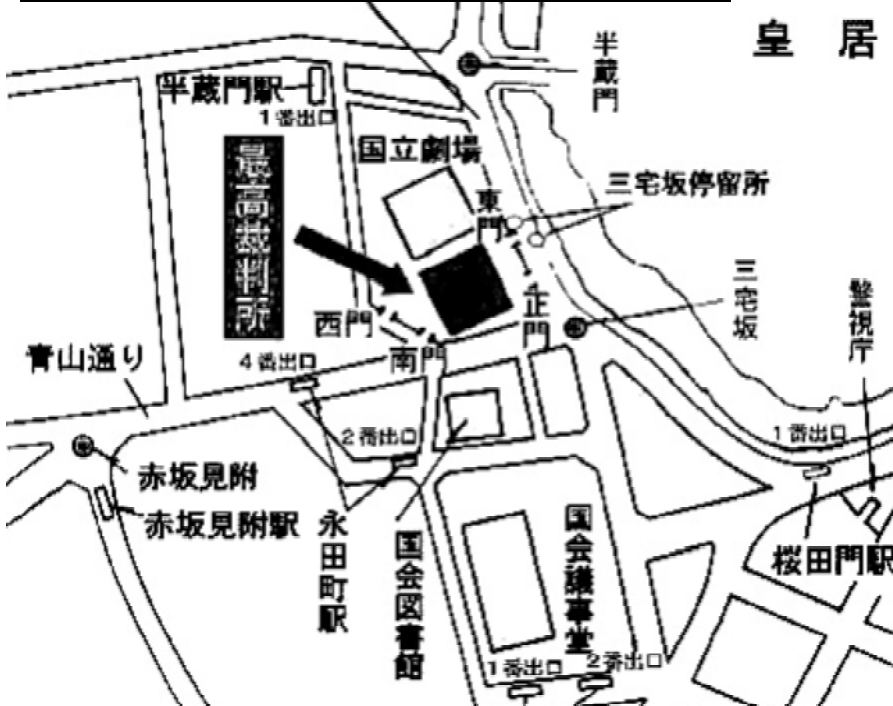 皇居
半蔵門
半蔵門駅
1番出口
国立劇場
最高裁判所
三宅坂停留所
東門
正門
三宅坂
警視庁
西門
南門
青山通り
4番出口
2番出口
1番出口
赤坂見附
赤坂見附駅
永田町駅
国会図書館
国会議事堂
桜田門駅
1番出口
2番出口